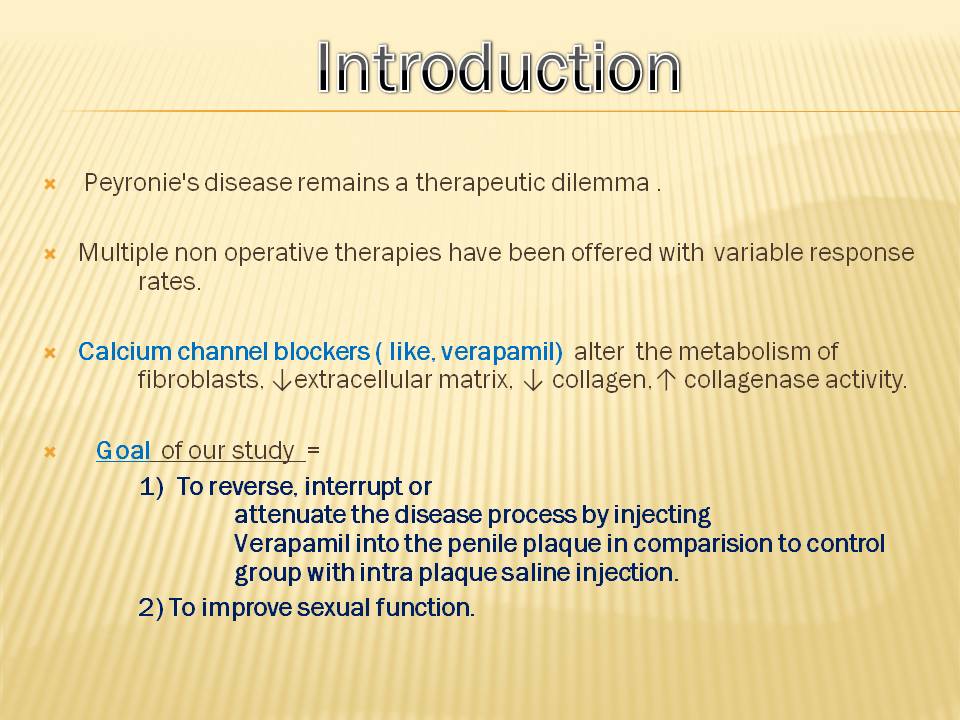 Introduction
Peyronie's disease remains a therapeutic dilemma .
Multiple non operative therapies have been offered with variable response
rates.
Calcium channel blockers ( like, verapamil) alter the metabolism of
fibroblasts, ↓extracellular matrix, ↓ collagen,↑ collagenase activity.
Goal of our study =
1) To reverse, interrupt or
attenuate the disease process by injecting
Verapamil into the penile plaque in comparision to control
group with intra plaque saline injection.
2) To improve sexual function.